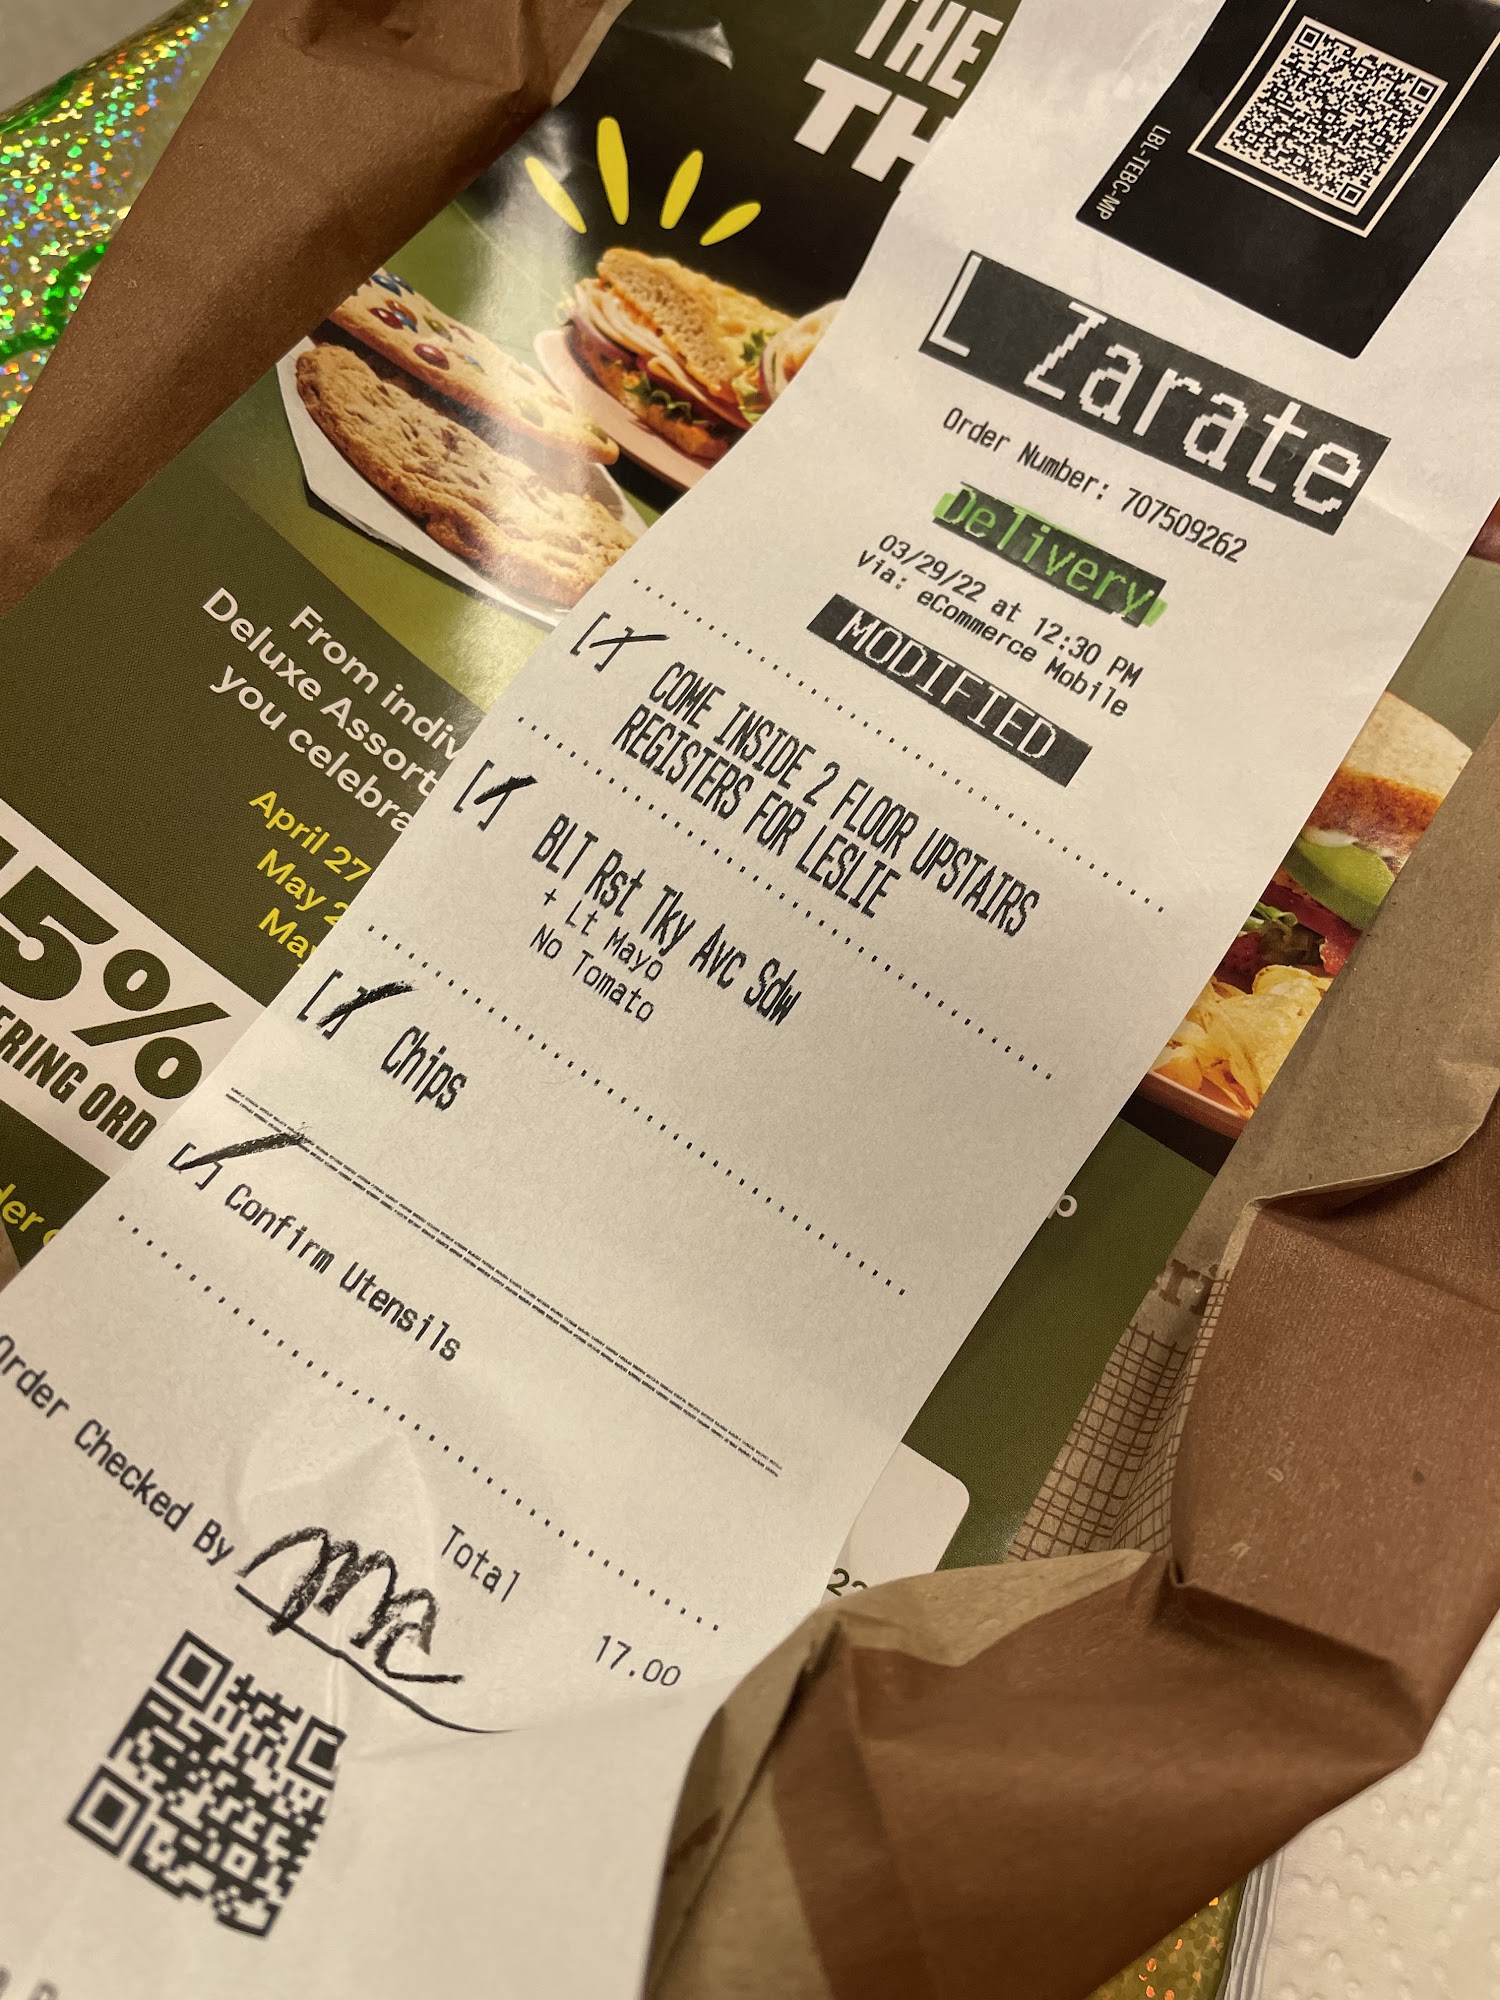 THE
TH
LBL-TEBC-MP
L Zarate
Order Number: 707509262
Delivery
03/29/22 at 12:30 PM
via: eCommerce Mobile
MODIFIED
[ ] COME INSIDE 2 FLOOR UPSTAIRS
REGISTERS FOR LESLIE
[ ] BLT Rst Tky Avc Sdw
+ Lt Mayo
No Tomato
[ ] Chips
[ ] Confirm Utensils
Total
17.00
Order Checked By
From indiv
Deluxe Assort
you celebra
April 27
May 2
May
15%
ERING ORD
der